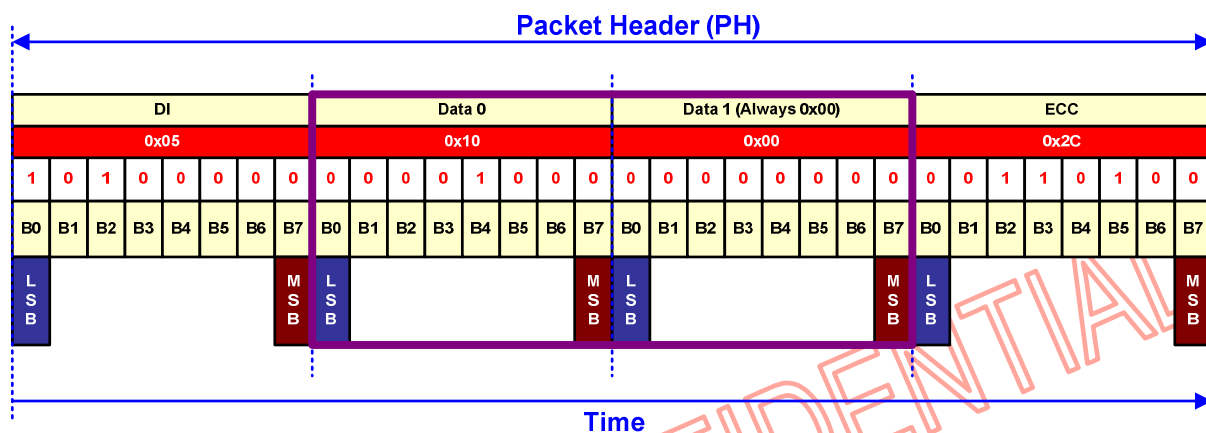 Packet Header (PH)
DI Data 0 Data 1 (Always 0x00) ECC
0x05 0x10 0x00 0x2C
1 0 1 0 0 0 0 0 0 0 0 0 1 0 0 0 0 0 0 0 0 0 0 0 0 0 1 1 0 1 0 0
B0 B1 B2 B3 B4 B5 B6 B7 B0 B1 B2 B3 B4 B5 B6 B7 B0 B1 B2 B3 B4 B5 B6 B7 B0 B1 B2 B3 B4 B5 B6 B7
LSB MSB LSB MSB LSB MSB LSB MSB
Time